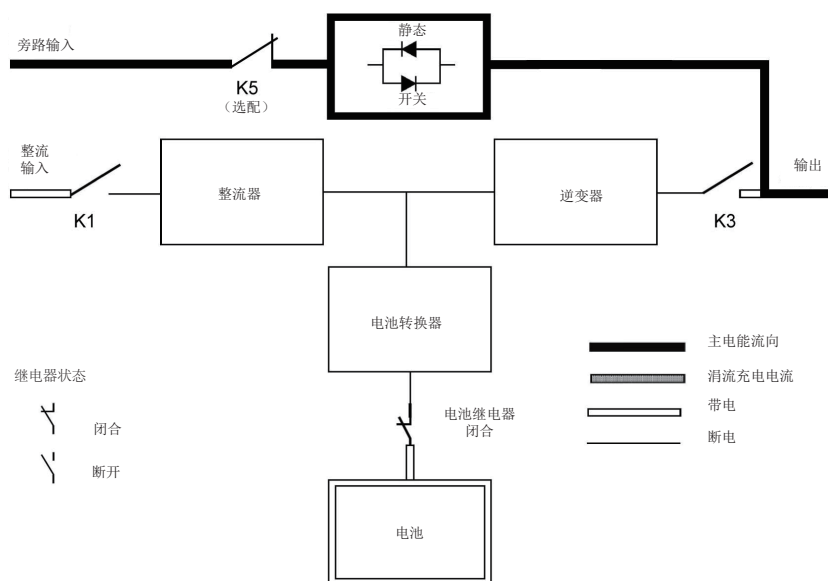 旁路输入
静态
开关
K5
(选配)
整流
输入
K1
整流器
逆变器
K3
输出
电池转换器
主电能流向
涓流充电电流
带电
断电
继电器状态
闭合
断开
电池继电器
闭合
电池